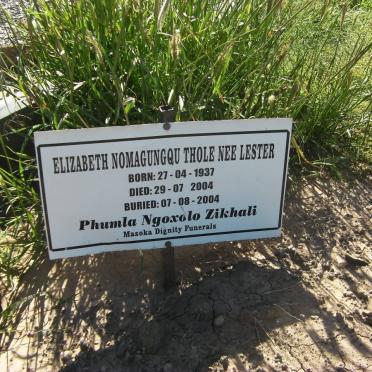 ELIZABETH NOMAGUNGQU THOLE NEE LESTER
BORN: 27 - 04 - 1937
DIED: 29 - 07 2004
BURIED: 07 - 08 - 2004
Phumla Ngoxolo Zikhali
Masoka Dignity Funerals